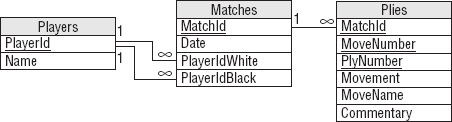 Players
PlayerId
Name
1
1
∞
∞
Matches
MatchId
Date
PlayerIdWhite
PlayerIdBlack
1
∞
Plies
MatchId
MoveNumber
PlyNumber
Movement
MoveName
Commentary